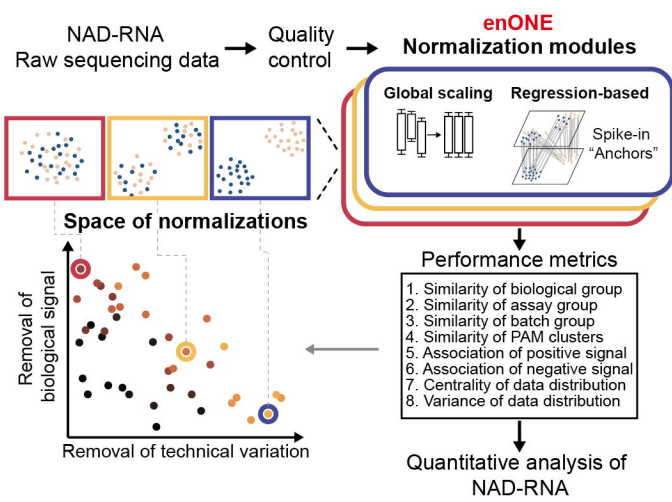 NAD-RNA
Raw sequencing data
Quality
control
enONE
Normalization modules
Global scaling
Regression-based
Spike-in
“Anchors”
Space of normalizations
Removal of
biological signal
Removal of technical variation
Performance metrics
1. Similarity of biological group
2. Similarity of assay group
3. Similarity of batch group
4. Similarity of PAM clusters
5. Association of positive signal
6. Association of negative signal
7. Centrality of data distribution
8. Variance of data distribution
Quantitative analysis of
NAD-RNA